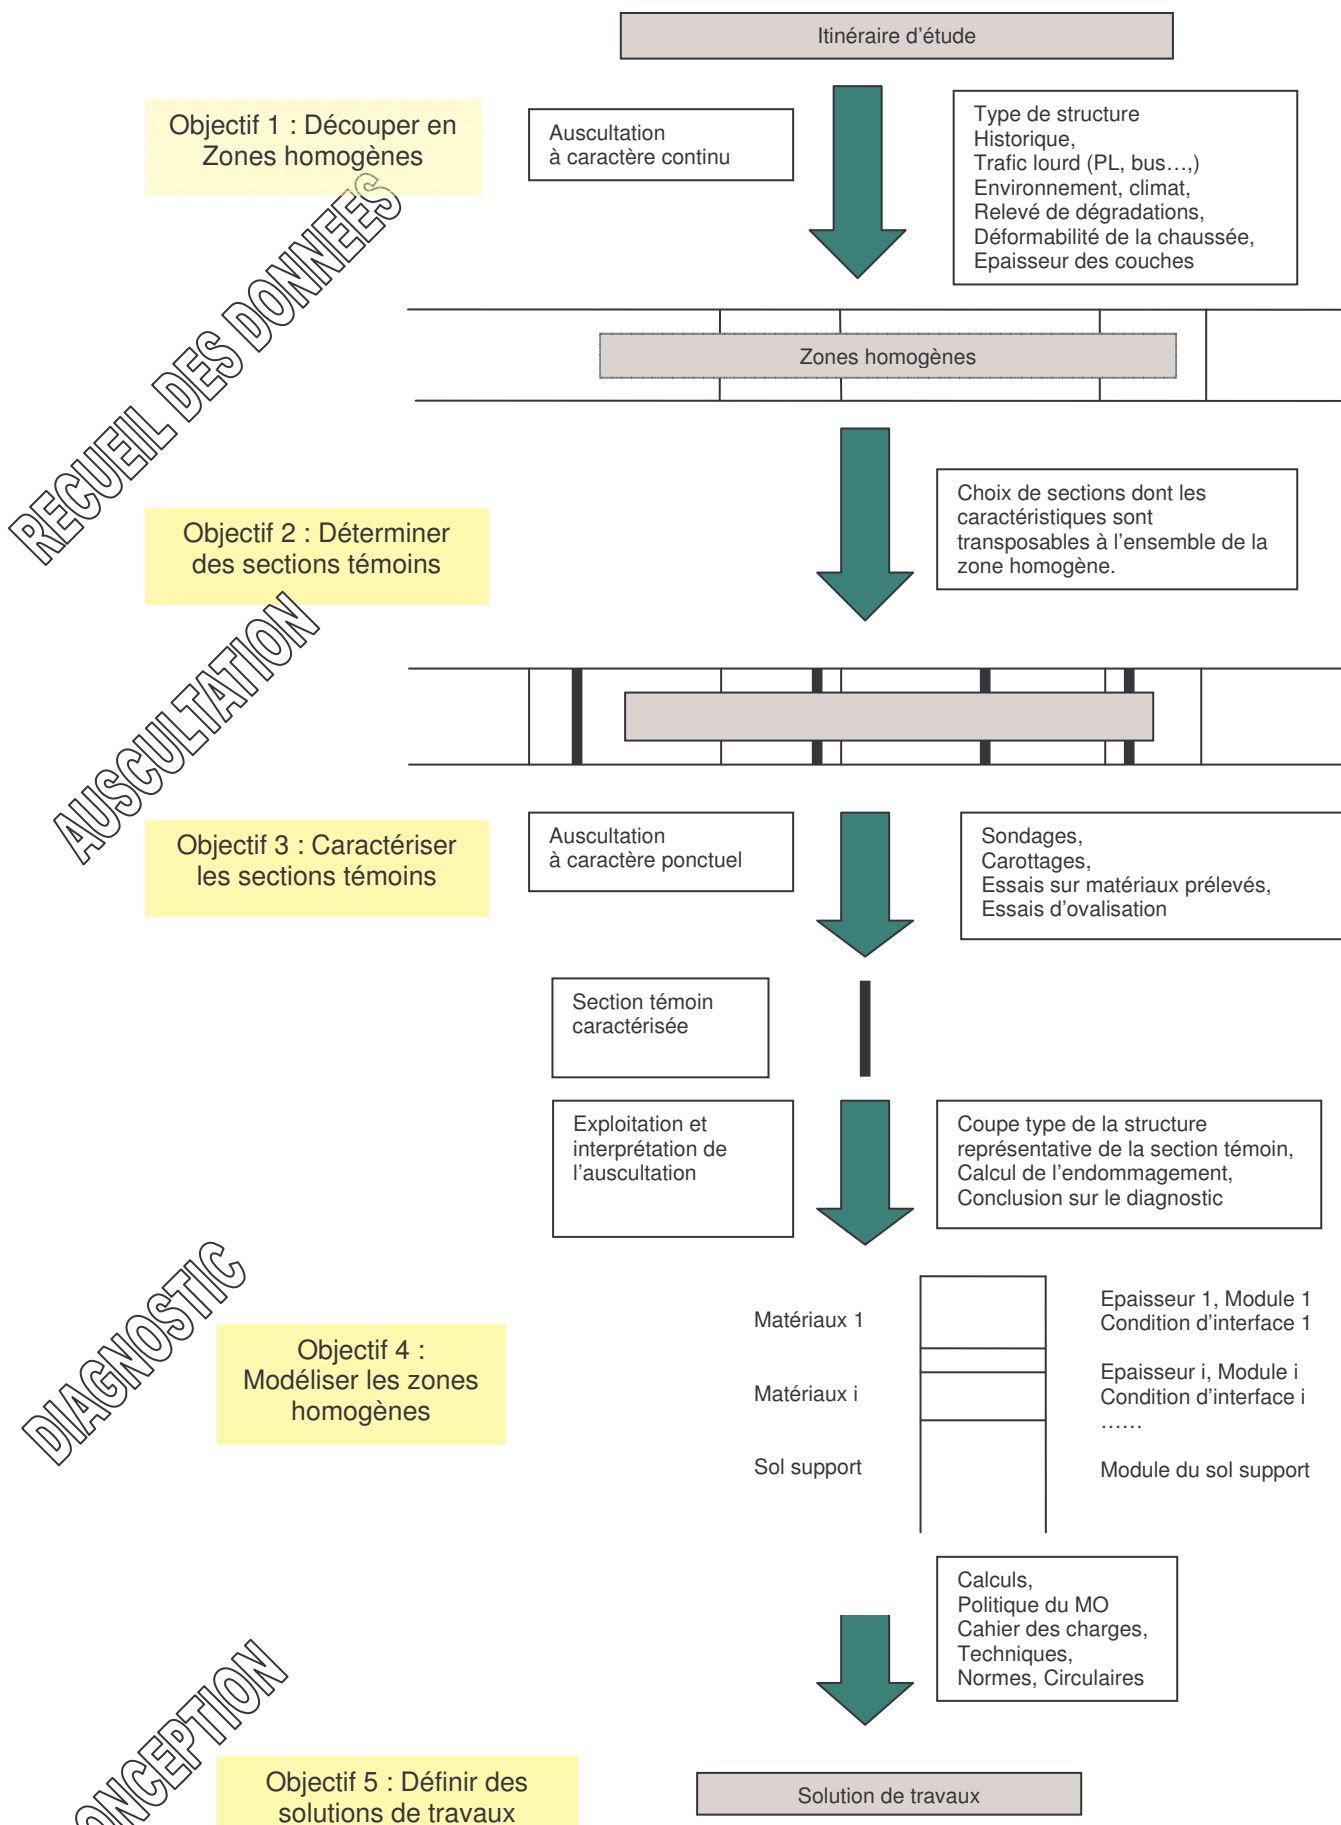 Itinéraire d'étude
Objectif 1 : Découper en
Zones homogènes
Auscultation
à caractère continu
Type de structure
Historique,
Trafic lourd (PL, bus…,)
Environnement, climat,
Relevé de dégradations,
Déformabilité de la chaussée,
Epaisseur des couches
RECUEIL DES DONNEES
Zones homogènes
Objectif 2 : Déterminer
des sections témoins
Choix de sections dont les
caractéristiques sont
transposables à l'ensemble de la
zone homogène.
AUSCULTATION
Objectif 3 : Caractériser
les sections témoins
Auscultation
à caractère ponctuel
Sondages,
Carottages,
Essais sur matériaux prélevés,
Essais d'ovalisation
Section témoin
caractérisée
Exploitation et
interprétation de
l'auscultation
Coupe type de la structure
représentative de la section témoin,
Calcul de l'endommagement,
Conclusion sur le diagnostic
DIAGNOSTIC
Objectif 4 :
Modéliser les zones
homogènes
Matériaux 1
Epaisseur 1, Module 1
Condition d'interface 1
Matériaux i
Epaisseur i, Module i
Condition d'interface i
……
Sol support
Module du sol support
Calculs,
Politique du MO
Cahier des charges,
Techniques,
Normes, Circulaires
CONCEPTION
Objectif 5 : Définir des
solutions de travaux
Solution de travaux